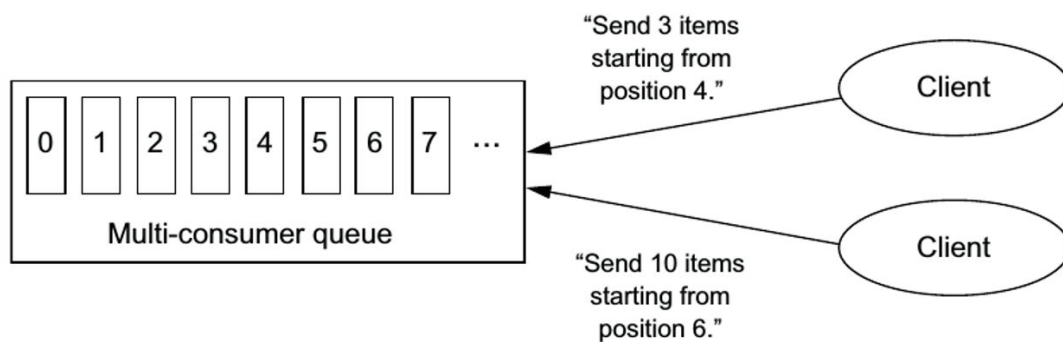 “Send 3 items
starting from
position 4.”
Client
0 1 2 3 4 5 6 7 ...
Multi-consumer queue
Client
“Send 10 items
starting from
position 6.”